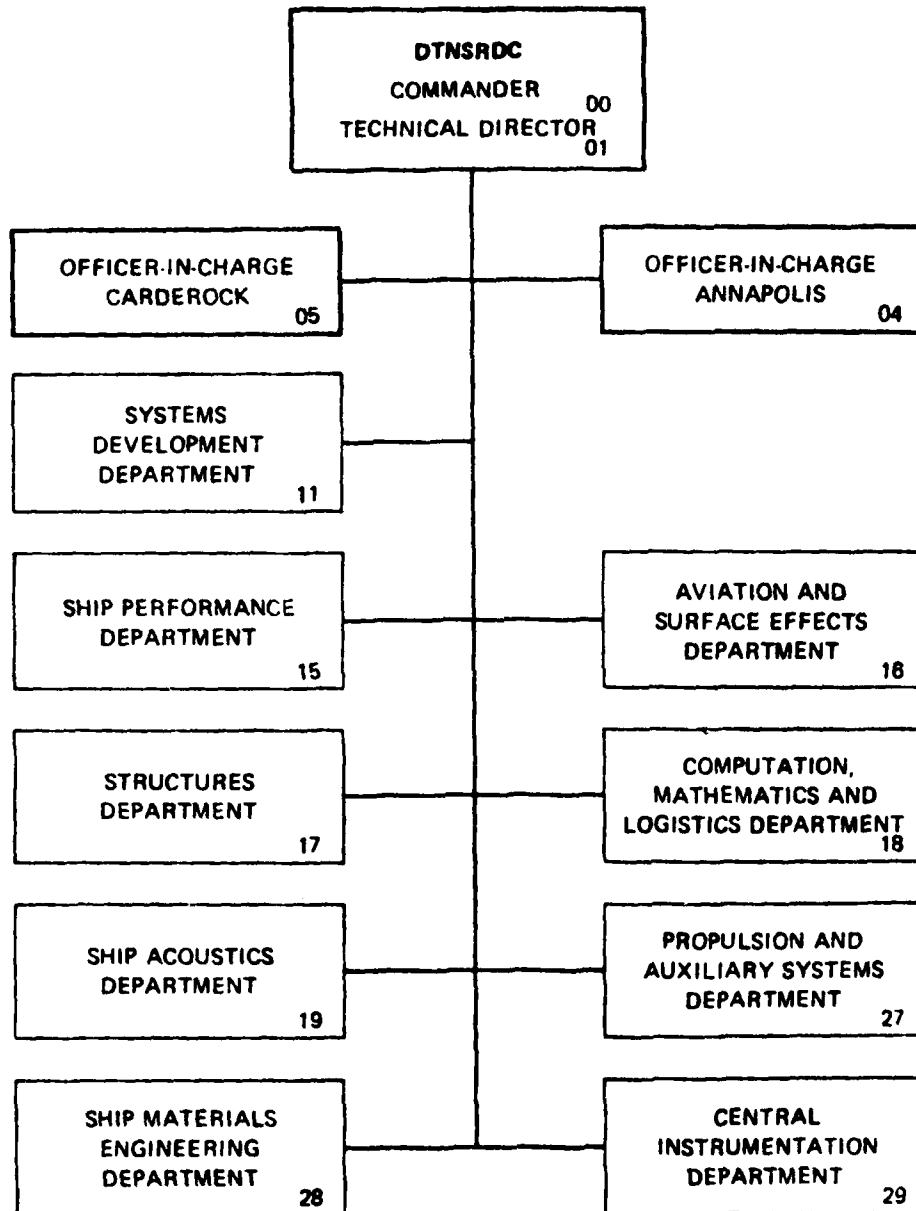 DTNSRDC
COMMANDER 00
TECHNICAL DIRECTOR 01
OFFICER-IN-CHARGE
CARDEROCK
05
OFFICER-IN-CHARGE
ANNAPOLIS
04
SYSTEMS
DEVELOPMENT
DEPARTMENT
11
SHIP PERFORMANCE
DEPARTMENT
15
AVIATION AND
SURFACE EFFECTS
DEPARTMENT
16
STRUCTURES
DEPARTMENT
17
COMPUTATION,
MATHEMATICS AND
LOGISTICS DEPARTMENT
18
SHIP ACOUSTICS
DEPARTMENT
19
PROPULSION AND
AUXILIARY SYSTEMS
DEPARTMENT
27
SHIP MATERIALS
ENGINEERING
DEPARTMENT
28
CENTRAL
INSTRUMENTATION
DEPARTMENT
29